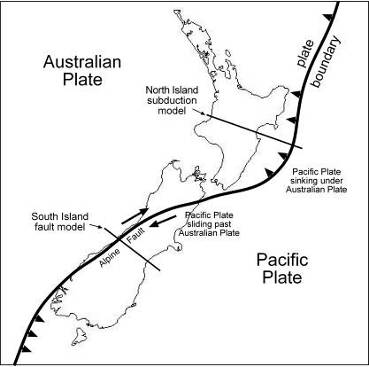 Australian
Plate
plate
boundary
North Island
subduction
model
Pacific Plate
sinking under
Australian Plate
South Island
fault model
Pacific Plate
sliding past
Australian Plate
Alpine Fault
Pacific
Plate